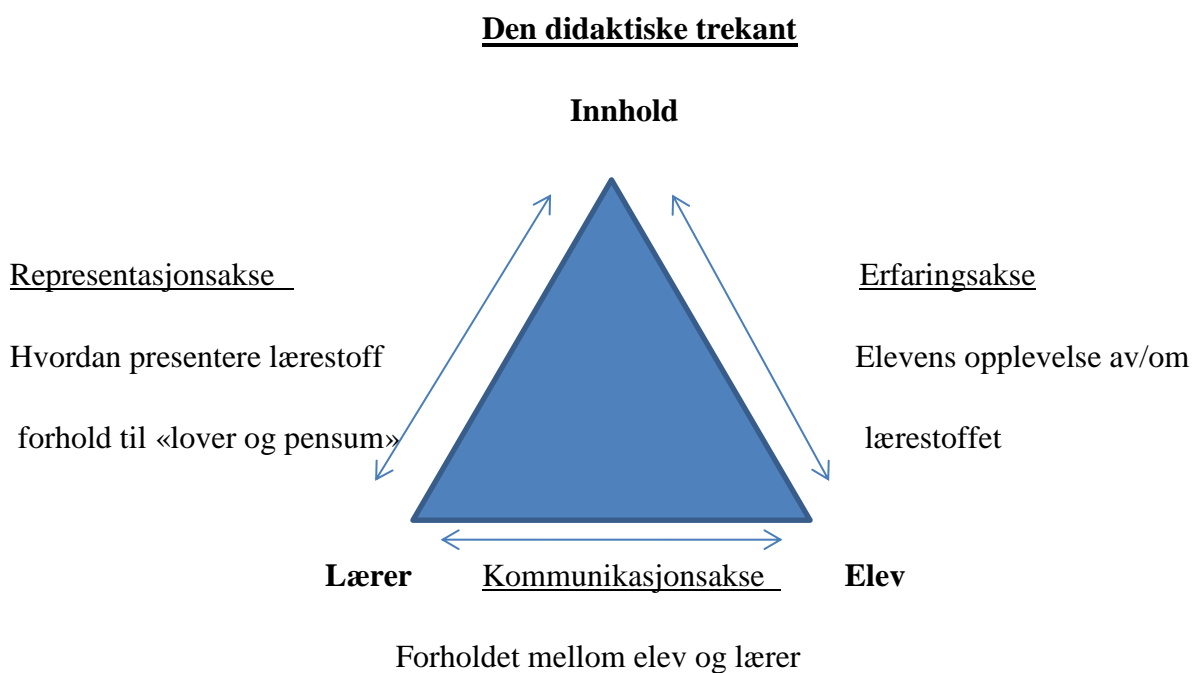 Den didaktiske trekant
Innhold
Representasjonsakse
Erfaringsakse
Hvordan presentere lærestoff
Elevens opplevelse av/om
forhold til «lover og pensum»
lærestoffet
Lærer
Kommunikasjonsakse
Elev
Forholdet mellom elev og lærer